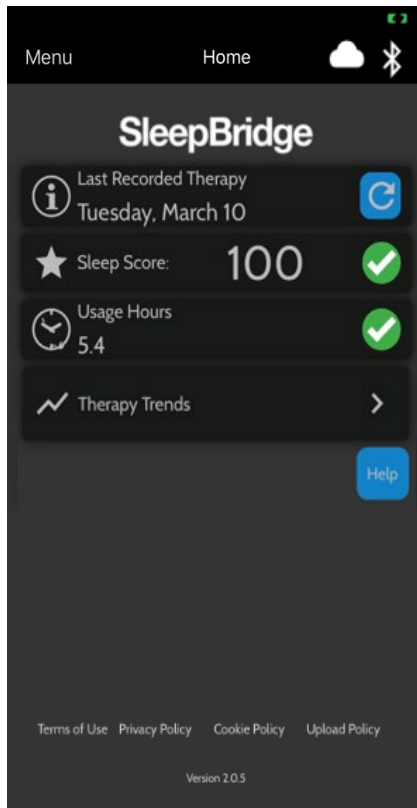 Menu Home
SleepBridge
Last Recorded Therapy
Tuesday, March 10
Sleep Score: 100
Usage Hours
5.4
Therapy Trends
Help
Terms of Use Privacy Policy Cookie Policy Upload Policy
Version 2.0.5